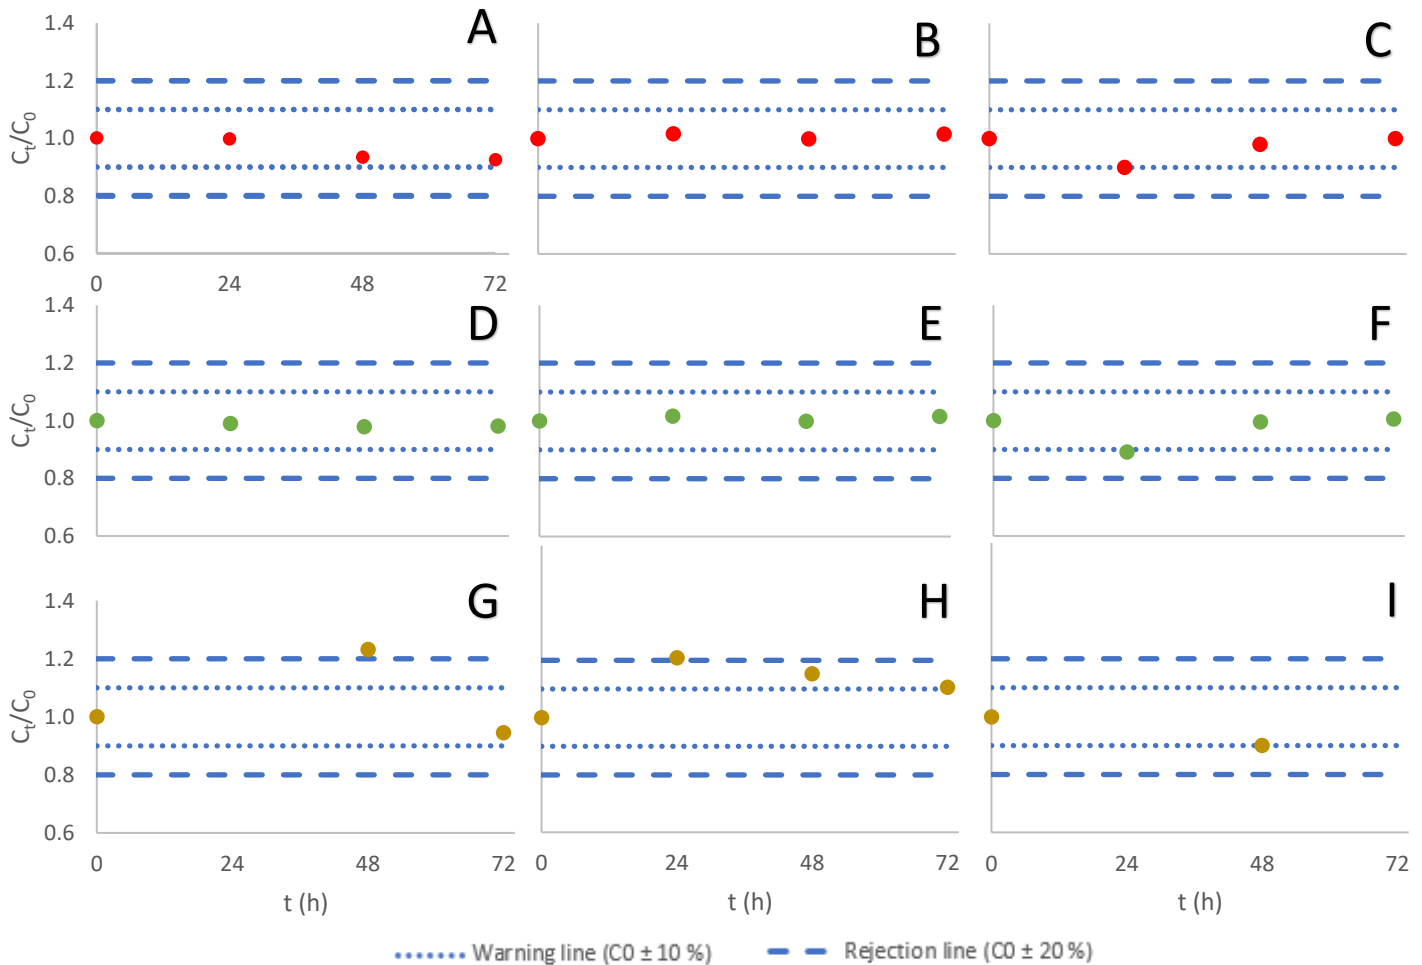 A
B
C
1.4
1.2
1.0
0.8
0.6
Ct/C0
0 24 48 72
D
E
F
1.4
1.2
1.0
0.8
0.6
Ct/C0
G
H
I
1.4
1.2
1.0
0.8
0.6
Ct/C0
0 24 48 72
0 24 48 72
0 24 48 72
t (h)
t (h)
t (h)
Warning line (C0 ± 10 %)
Rejection line (C0 ± 20 %)